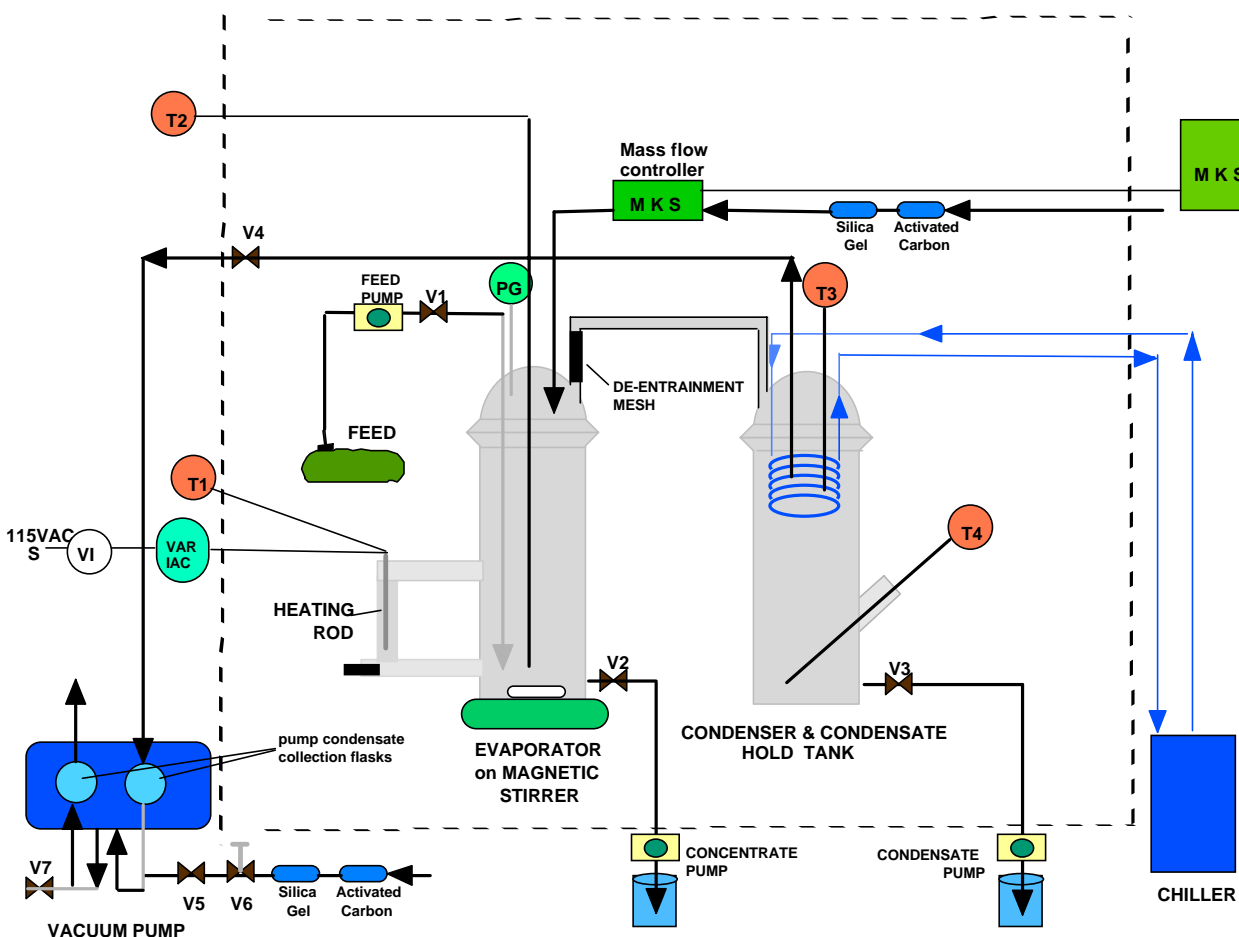 T2
Mass flow
controller
M K S
M K S
Silica
Gel
Activated
Carbon
V4
FEED
PUMP
V1
PG
T3
DE-ENTRAINMENT
MESH
FEED
T1
115VAC
S
VI
VAR
IAC
T4
HEATING
ROD
V2
V3
pump condensate
collection flasks
EVAPORATOR
on MAGNETIC
STIRRER
CONDENSER & CONDENSATE
HOLD TANK
CONCENTRATE
PUMP
CONDENSATE
PUMP
CHILLER
V7
V5
V6
Silica
Gel
Activated
Carbon
VACUUM PUMP